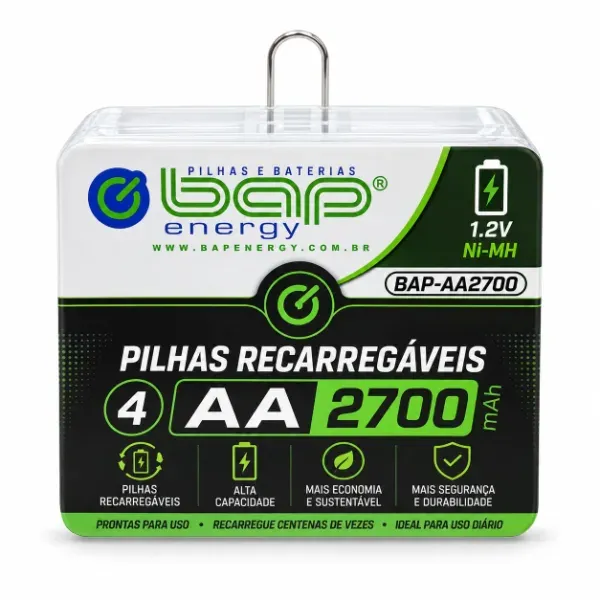 PILHAS E BATERIAS
bap®
energy
WWW.BAPENERGY.COM.BR
1.2V
Ni-MH
BAP-AA2700
PILHAS RECARREGÁVEIS
4 AA 2700 mAh
PILHAS
RECARREGÁVEIS
ALTA
CAPACIDADE
MAIS ECONOMIA
E SUSTENTÁVEL
MAIS SEGURANÇA
E DURABILIDADE
PRONTAS PARA USO • RECARREGUE CENTENAS DE VEZES • IDEAL PARA USO DIÁRIO